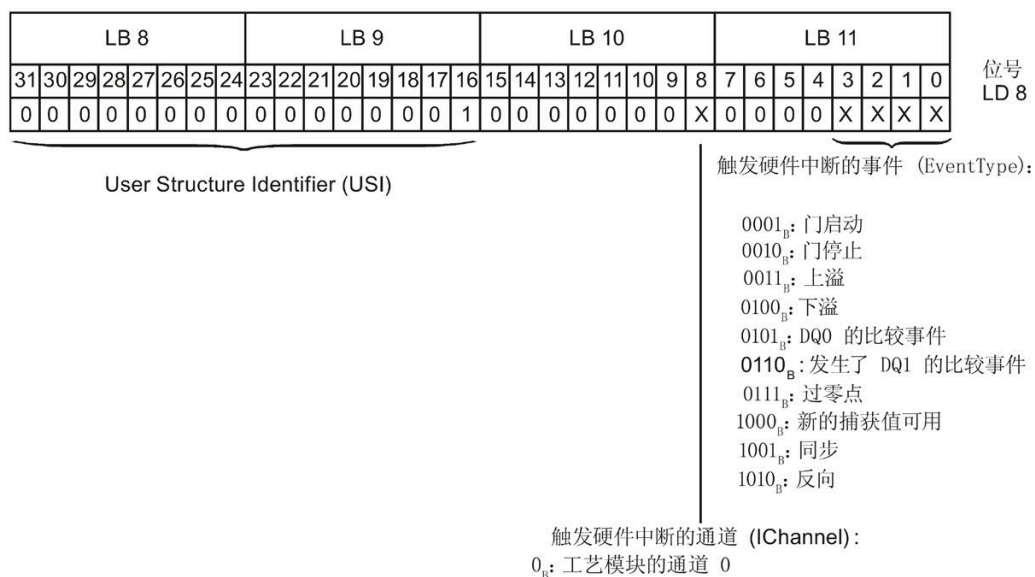 LB 8 LB 9 LB 10 LB 11
31 30 29 28 27 26 25 24 23 22 21 20 19 18 17 16 15 14 13 12 11 10 9 8 7 6 5 4 3 2 1 0 位号
LD 8
0 0 0 0 0 0 0 0 0 0 0 0 0 0 0 1 0 0 0 0 0 0 0 X 0 0 0 0 X X X X
User Structure Identifier (USI)
触发硬件中断的事件 (EventType):
0001B: 门启动
0010B: 门停止
0011B: 上溢
0100B: 下溢
0101B: DQ0 的比较事件
0110B: 发生了 DQ1 的比较事件
0111B: 过零点
1000B: 新的捕获值可用
1001B: 同步
1010B: 反向
触发硬件中断的通道 (IChannel):
0B: 工艺模块的通道 0